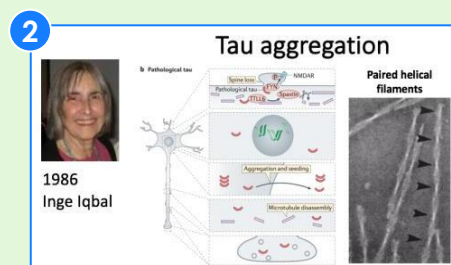 2
Tau aggregation
1986
Inge Iqbal
b Pathological tau
Spine loss
NMDAR
P
FYN
Pathological tau
Spastin
TTLL6
Aggregation and seeding
Microtubule disassembly
Paired helical
filaments